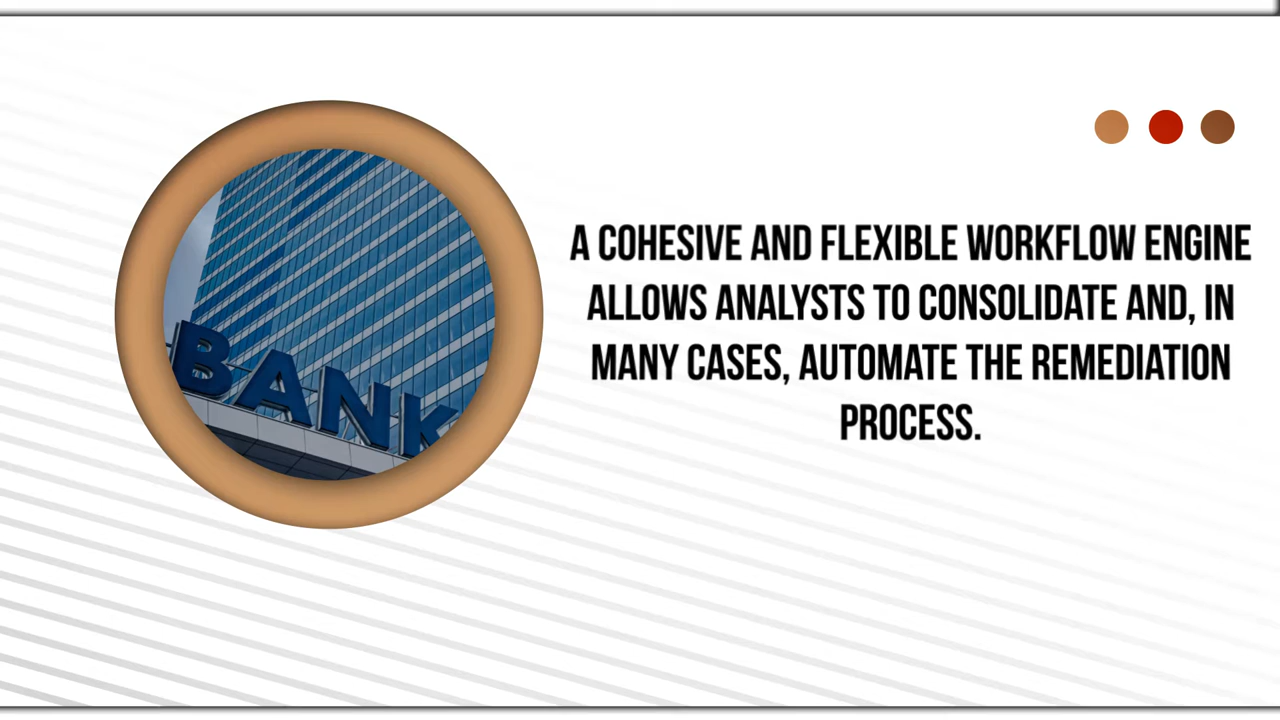 BANK
A COHESIVE AND FLEXIBLE WORKFLOW ENGINE
ALLOWS ANALYSTS TO CONSOLIDATE AND, IN
MANY CASES, AUTOMATE THE REMEDIATION
PROCESS.